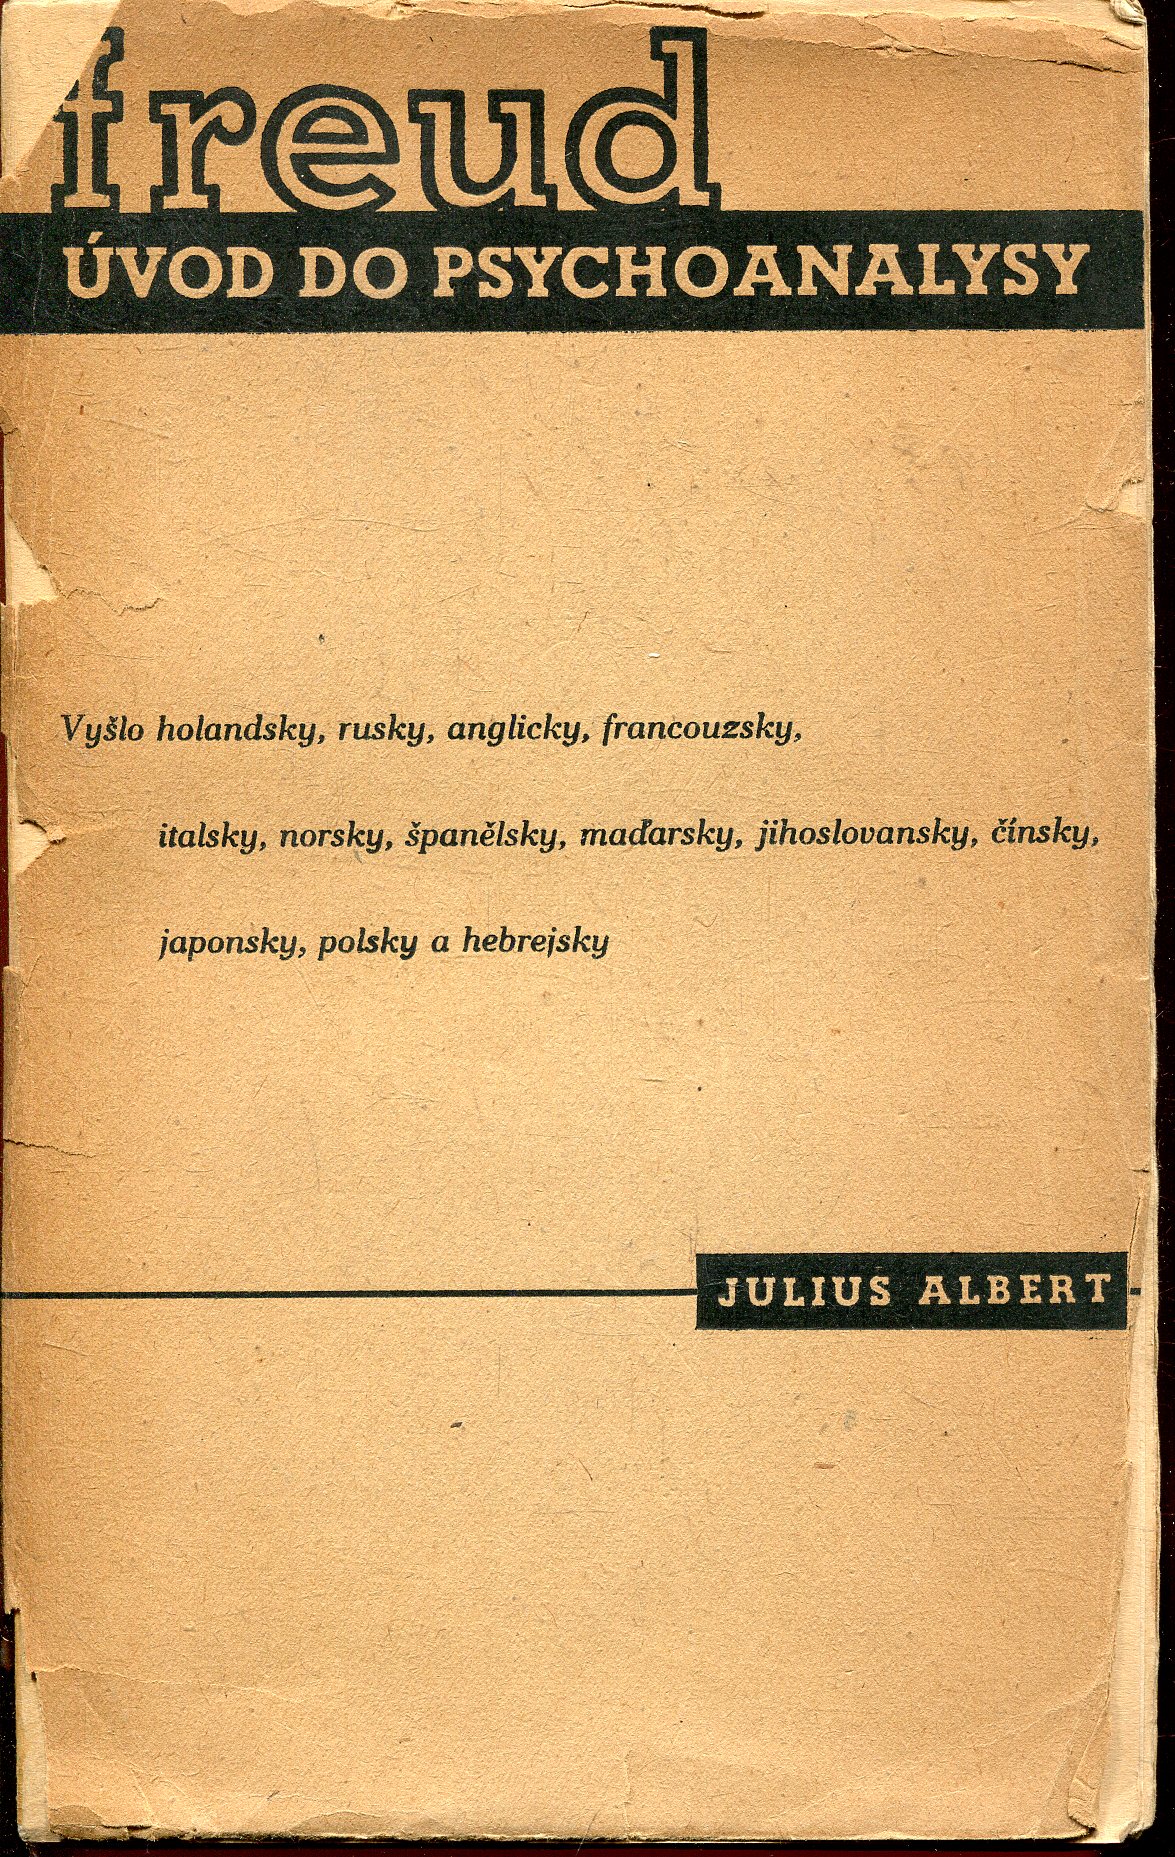 freud
ÚVOD DO PSYCHOANALYSY
Vyšlo holandsky, rusky, anglicky, francouzsky,
italsky, norsky, španělsky, maďarsky, jihoslovansky, čínsky,
japonsky, polsky a hebrejsky
JULIUS ALBERT